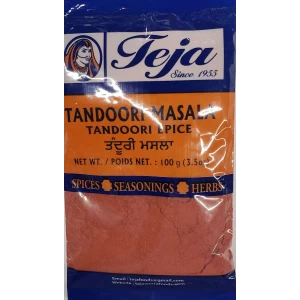 Teja
Since 1955
TANDOORI MASALA
TANDOORI EPICE
ਤੰਦੂਰੀ ਮਸਲਾ
NET WT. / POIDS NET. : 100 g (3.5oz)
SPICES SEASONINGS HERBS